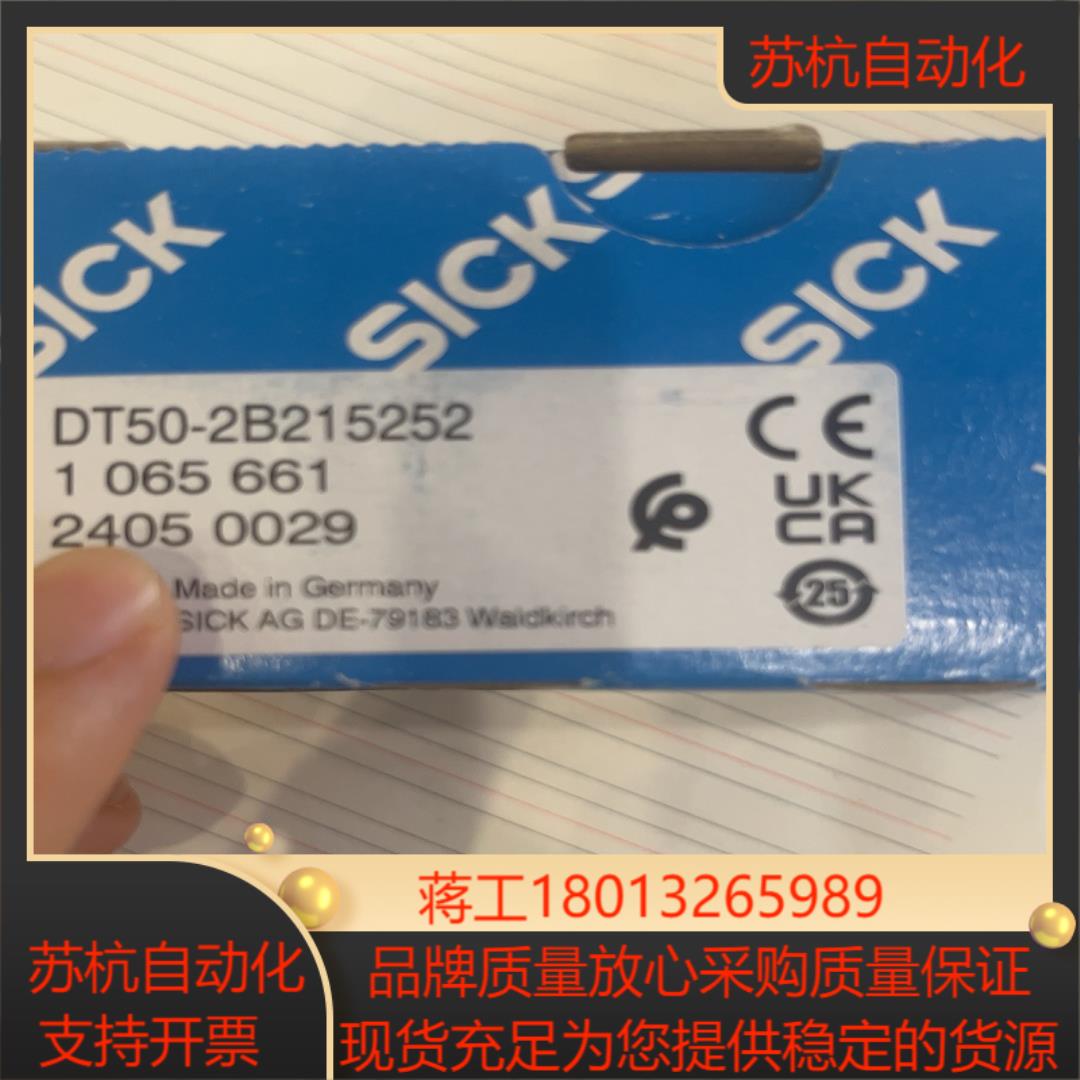 苏杭自动化
SICK
SICK
SICK
DT50-2B215252
1 065 661
2405 0029
CE
UK
CA
25
Made in Germany
SICK AG DE-79183 Waldkirch
蒋工18013265989
苏杭自动化
支持开票
品牌质量放心采购质量保证
现货充足为您提供稳定的货源